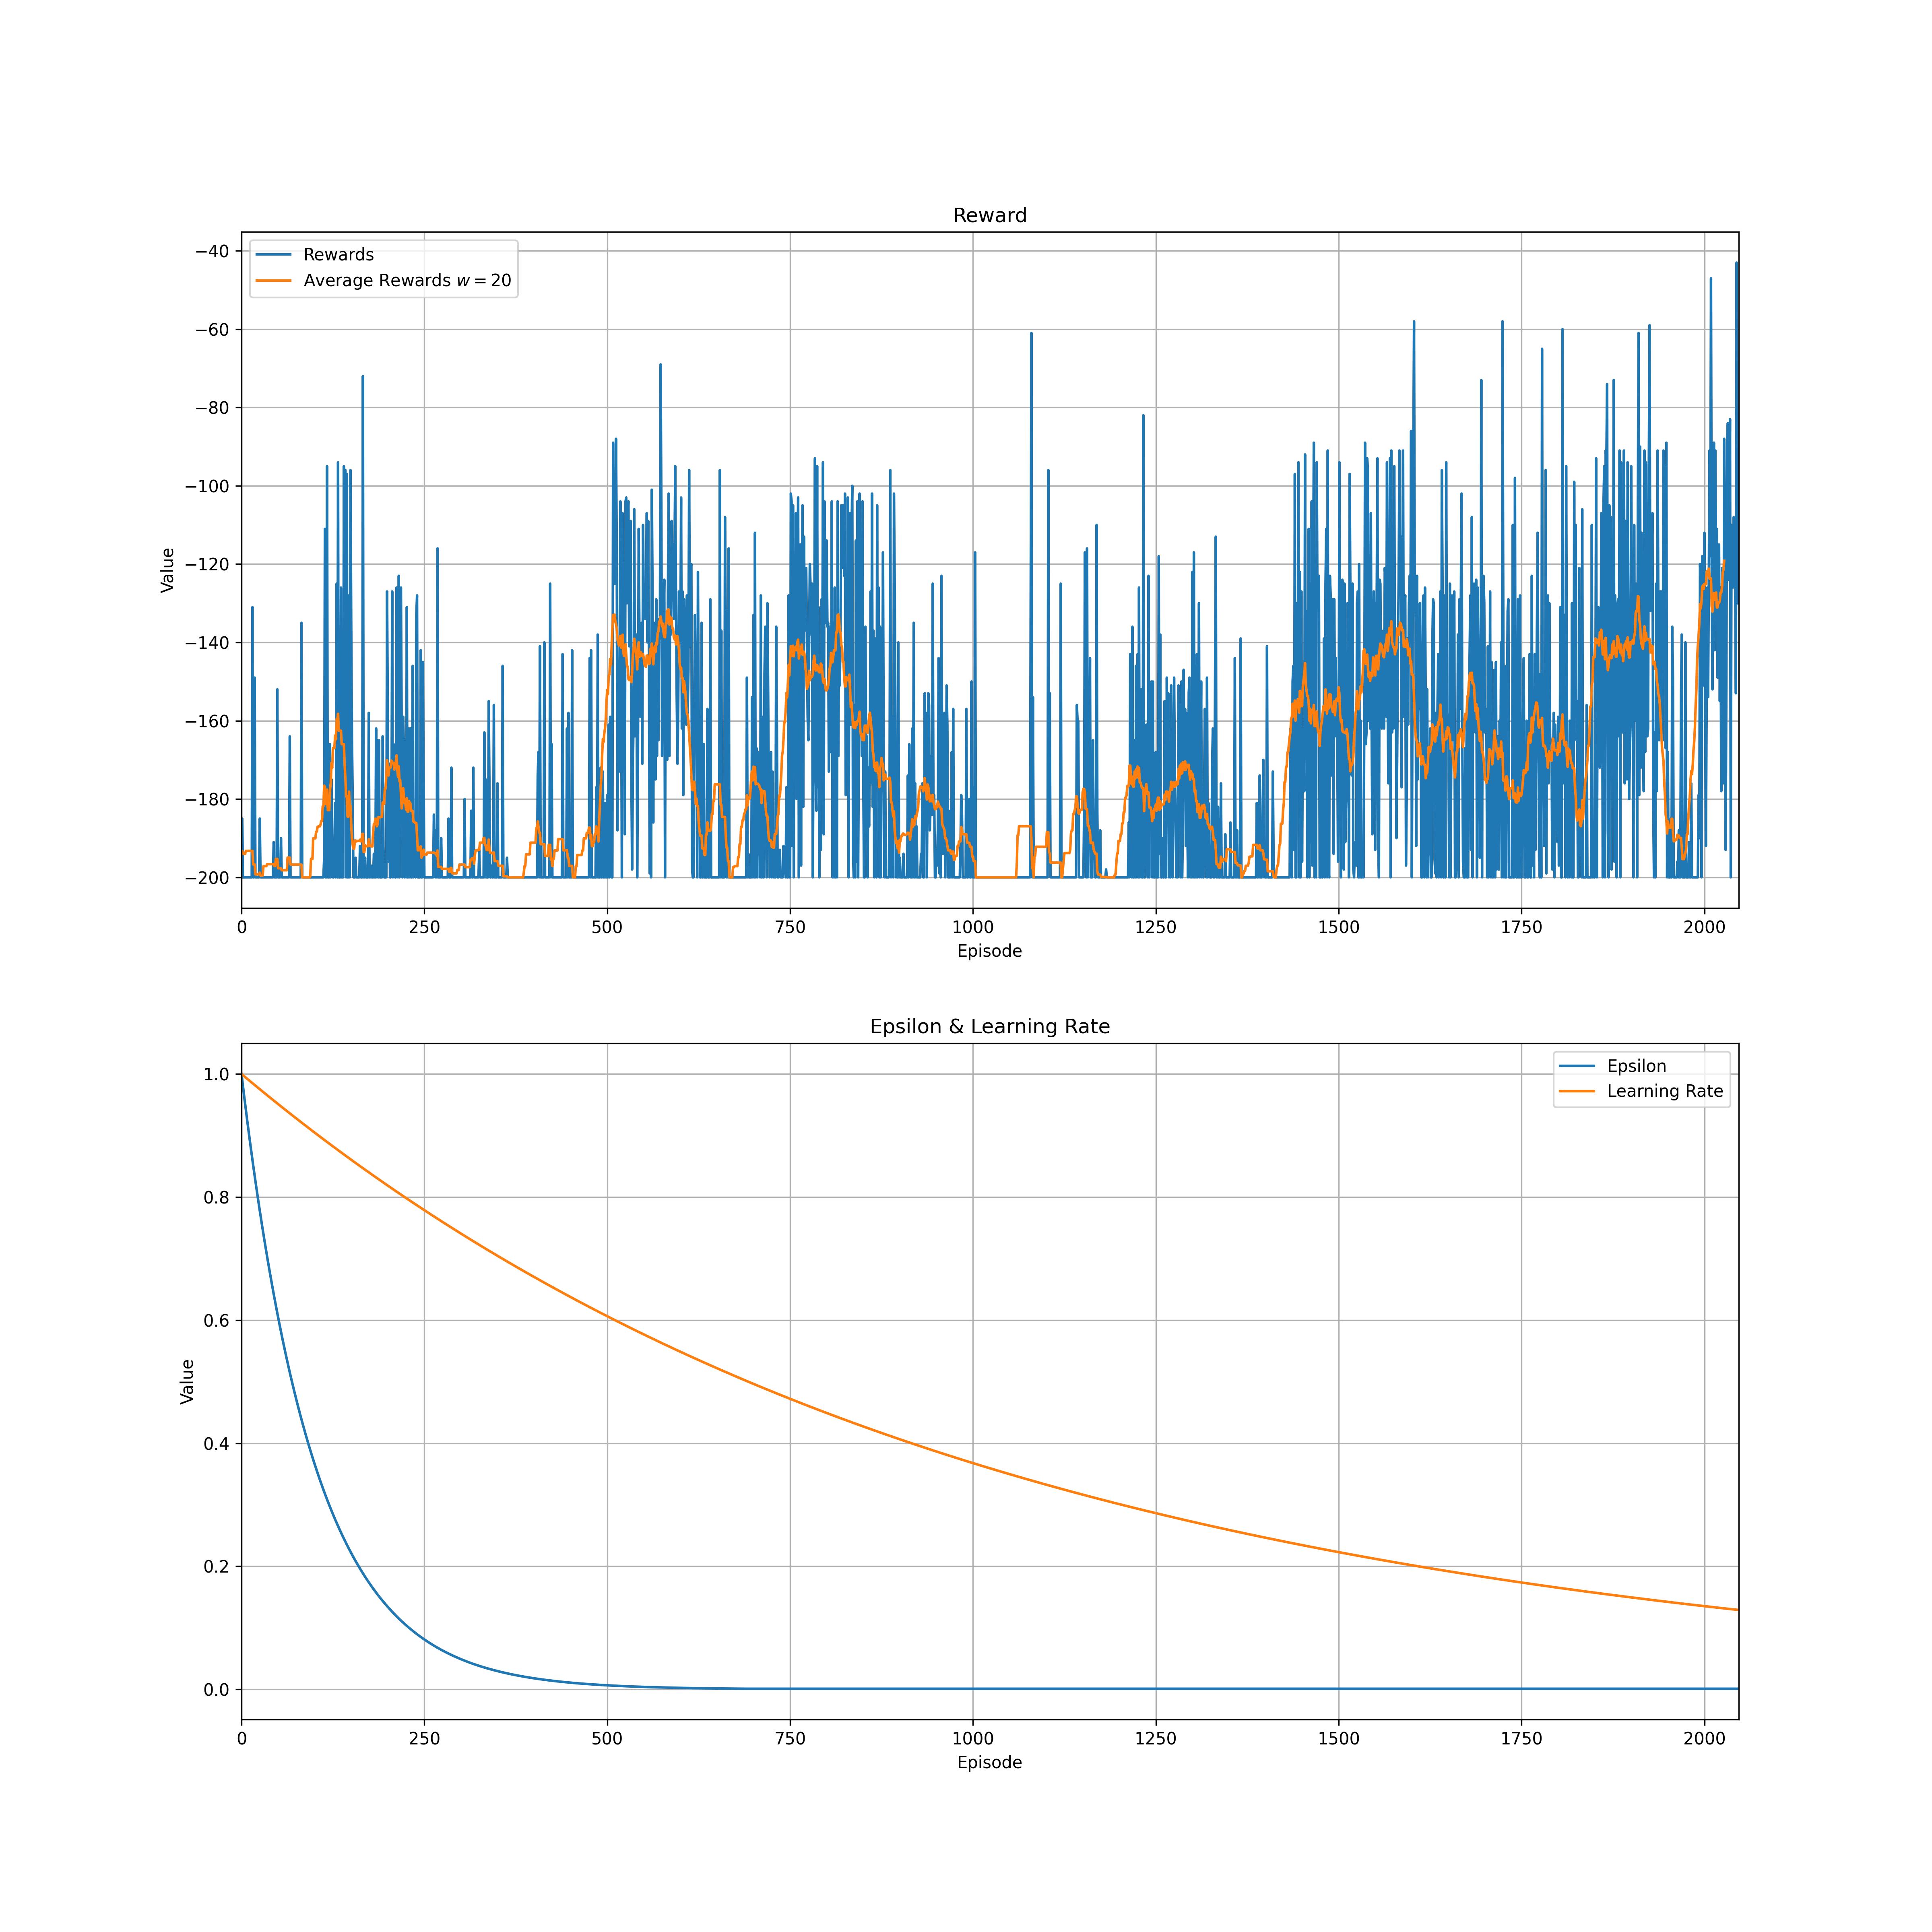 Reward
Rewards
Average Rewards w = 20
−40
−60
−80
−100
−120
−140
−160
−180
−200
Value
0 250 500 750 1000 1250 1500 1750 2000
Episode
Epsilon & Learning Rate
Epsilon
Learning Rate
1.0
0.8
0.6
0.4
0.2
0.0
Value
0 250 500 750 1000 1250 1500 1750 2000
Episode